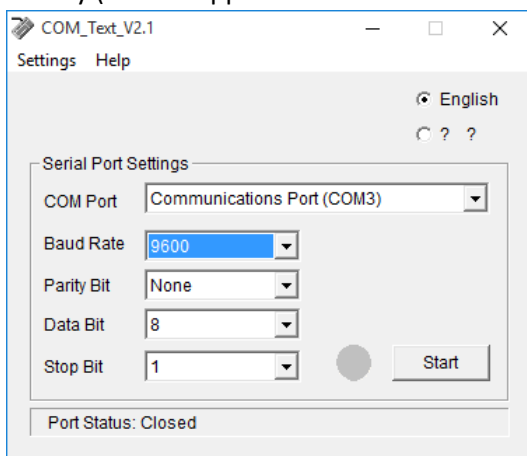 COM_Text_V2.1
Settings Help
English
? ?
Serial Port Settings
COM Port Communications Port (COM3)
Baud Rate 9600
Parity Bit None
Data Bit 8
Stop Bit 1 Start
Port Status: Closed